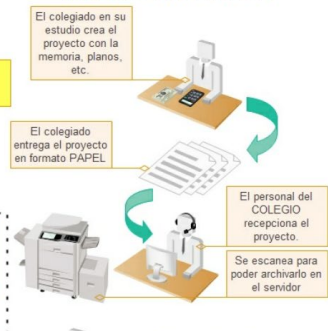 El colegiado en su
estudio crea el
proyecto con la
memoria, planos,
etc.
El colegiado
entrega el proyecto
en formato PAPEL
El personal del
COLEGIO
recepciona el
proyecto.
Se escanea para
poder archivarlo en
el servidor